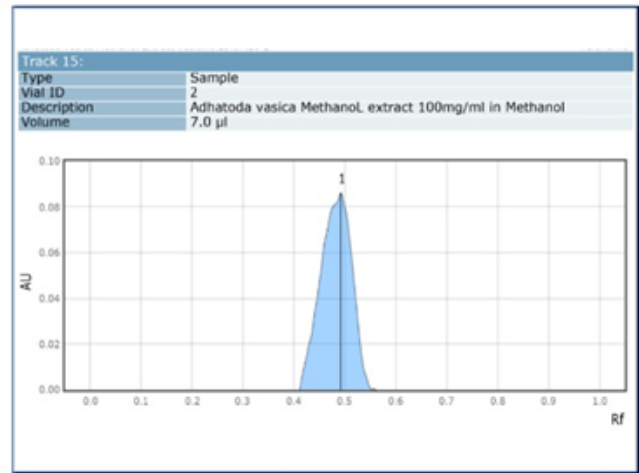 Track 15:
Type Sample
Vial ID 2
Description Adhatoda vasica MethanoL extract 100mg/ml in Methanol
Volume 7.0 µl
0.10
1
0.08
0.06
AU
0.04
0.02
0.00
0.0 0.1 0.2 0.3 0.4 0.5 0.6 0.7 0.8 0.9 1.0
Rf